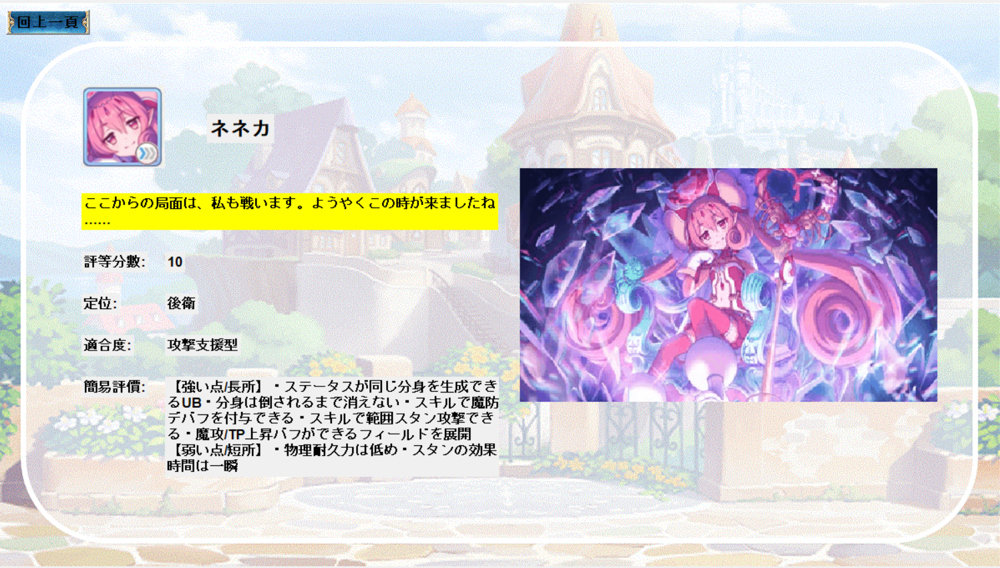 回上一頁
ネネカ
ここからの局面は、私も戦います。ようやくこの時が来ましたね
……
評等分數: 10
定位: 後衛
適合度: 攻撃支援型
簡易評價: 【強い点/長所】・ステータスが同じ分身を生成でき
るUB・分身は倒されるまで消えない・スキルで魔防
デバフを付与できる・スキルで範囲スタン攻撃でき
る・魔攻/TP上昇バフができるフィールドを展開
【弱い点/短所】・物理耐久力は低め・スタンの効果
時間は一瞬